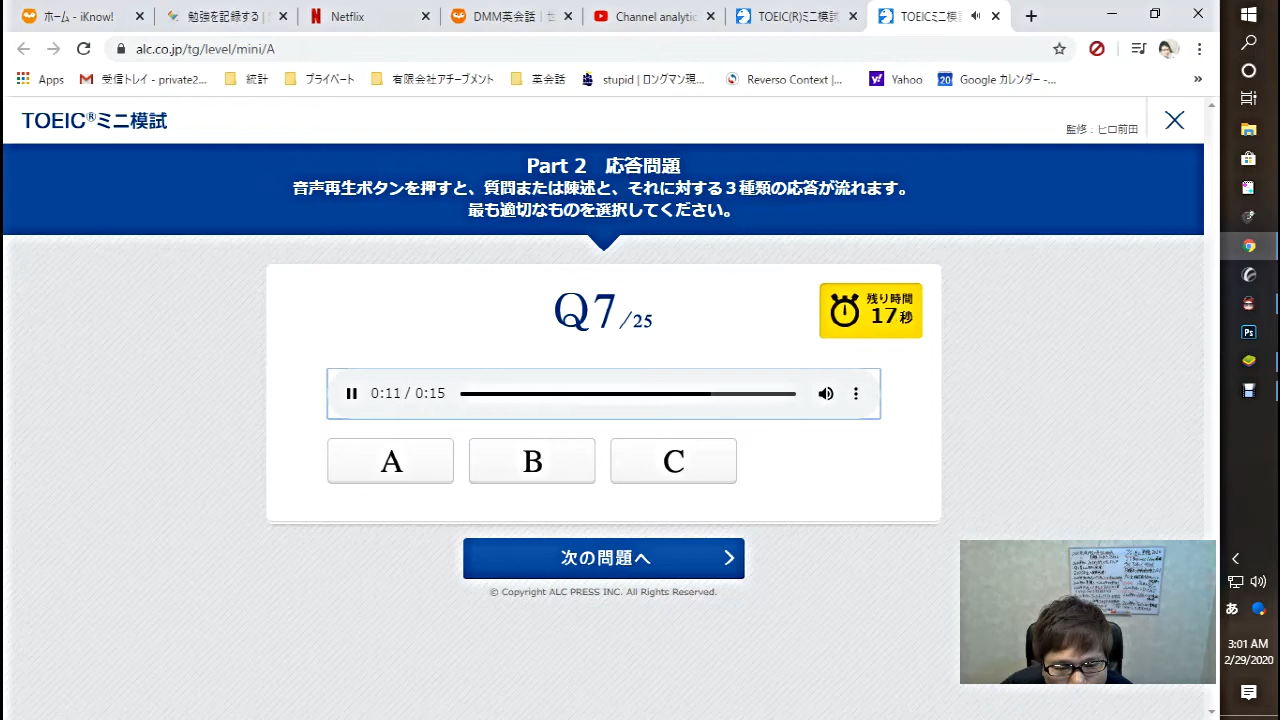 ホーム - iKnow!
勉強を記録する |
Netflix
DMM英会話 | t
Channel analytic
TOEIC(R)ミニ模試
TOEICミニ模試
alc.co.jp/tg/level/mini/A
Apps
受信トレイ - private2...
統計
プライベート
有限会社アチーブメント
英会話
stupid | ロングマン現...
Reverso Context |...
Yahoo
Google カレンダー -...
»
TOEIC®ミニ模試
監修：ヒロ前田
Part 2 応答問題
音声再生ボタンを押すと、質問または陳述と、それに対する３種類の応答が流れます。
最も適切なものを選択してください。
Q7/25
残り時間
17秒
0:11 / 0:15
A
B
C
次の問題へ
© Copyright ALC PRESS INC. All Rights Reserved.
あ
3:01 AM
2/29/2020